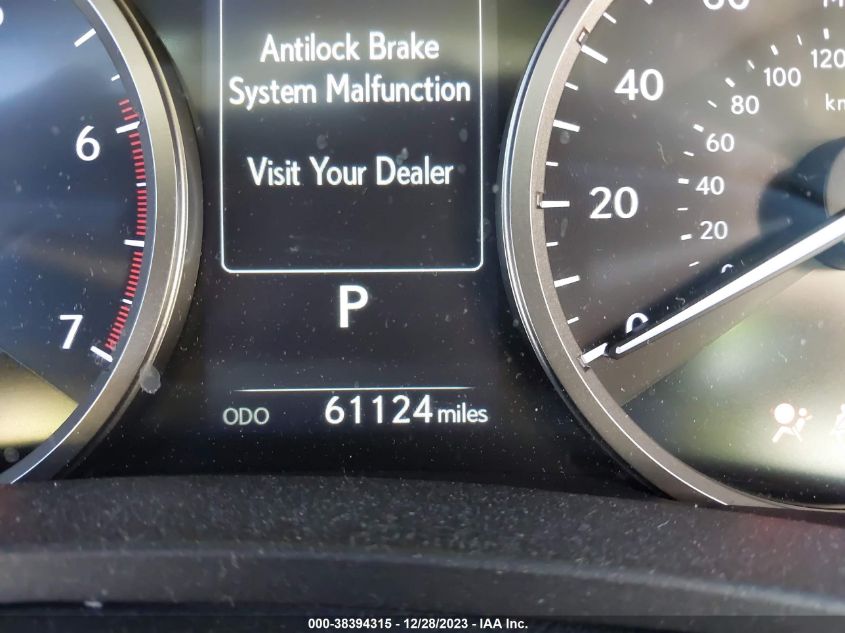 Antilock Brake
System Malfunction
Visit Your Dealer
P
ODO 61124 miles
6
7
40
20
0
120
100
80
60
40
20
000-38394315 - 12/28/2023 - IAA Inc.